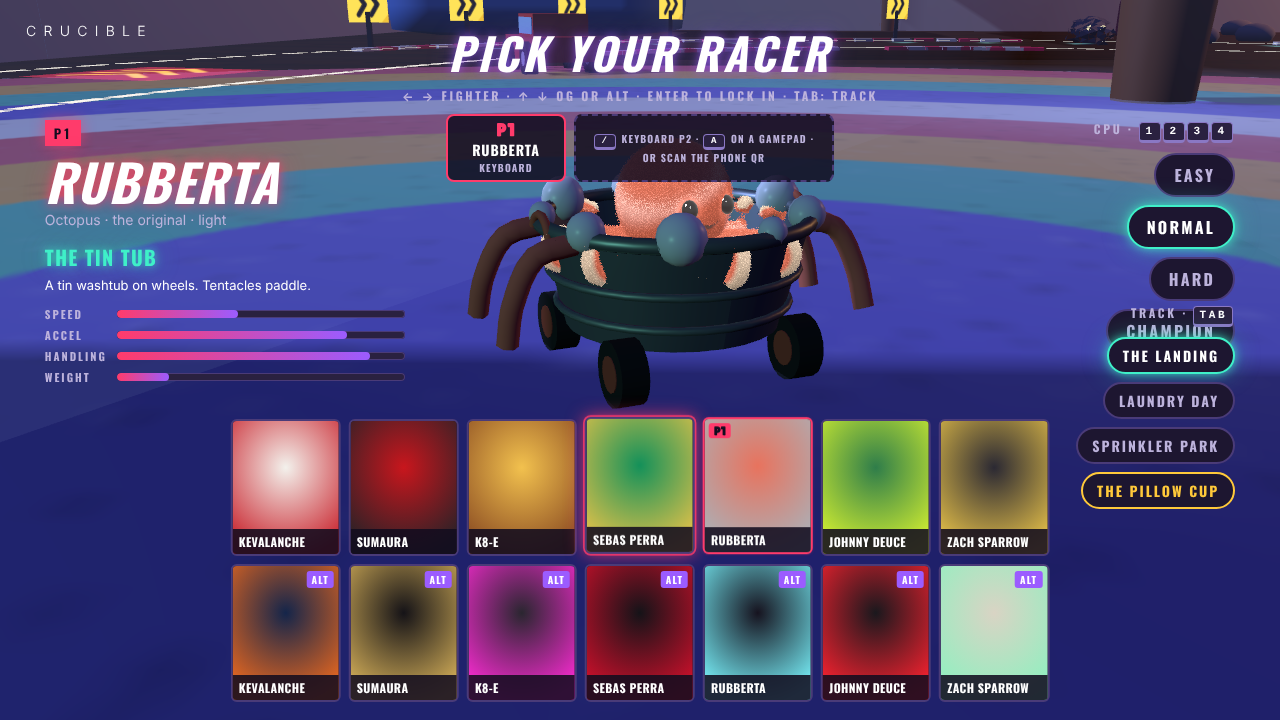 CRUCIBLE
PICK YOUR RACER
← → FIGHTER · ↑ ↓ OG OR ALT · ENTER TO LOCK IN · TAB: TRACK
P1
RUBBERTA
Octopus · the original · light
THE TIN TUB
A tin washtub on wheels. Tentacles paddle.
SPEED
ACCEL
HANDLING
WEIGHT
P1
RUBBERTA
KEYBOARD
/ KEYBOARD P2 · A ON A GAMEPAD ·
OR SCAN THE PHONE QR
CPU · 1 2 3 4
EASY
NORMAL
HARD
CHAMPION
TRACK · TAB
THE LANDING
LAUNDRY DAY
SPRINKLER PARK
THE PILLOW CUP
KEVALANCHE
SUMAURA
K8-E
SEBAS PERRA
P1
RUBBERTA
JOHNNY DEUCE
ZACH SPARROW
ALT
KEVALANCHE
ALT
SUMAURA
ALT
K8-E
ALT
SEBAS PERRA
ALT
RUBBERTA
ALT
JOHNNY DEUCE
ALT
ZACH SPARROW